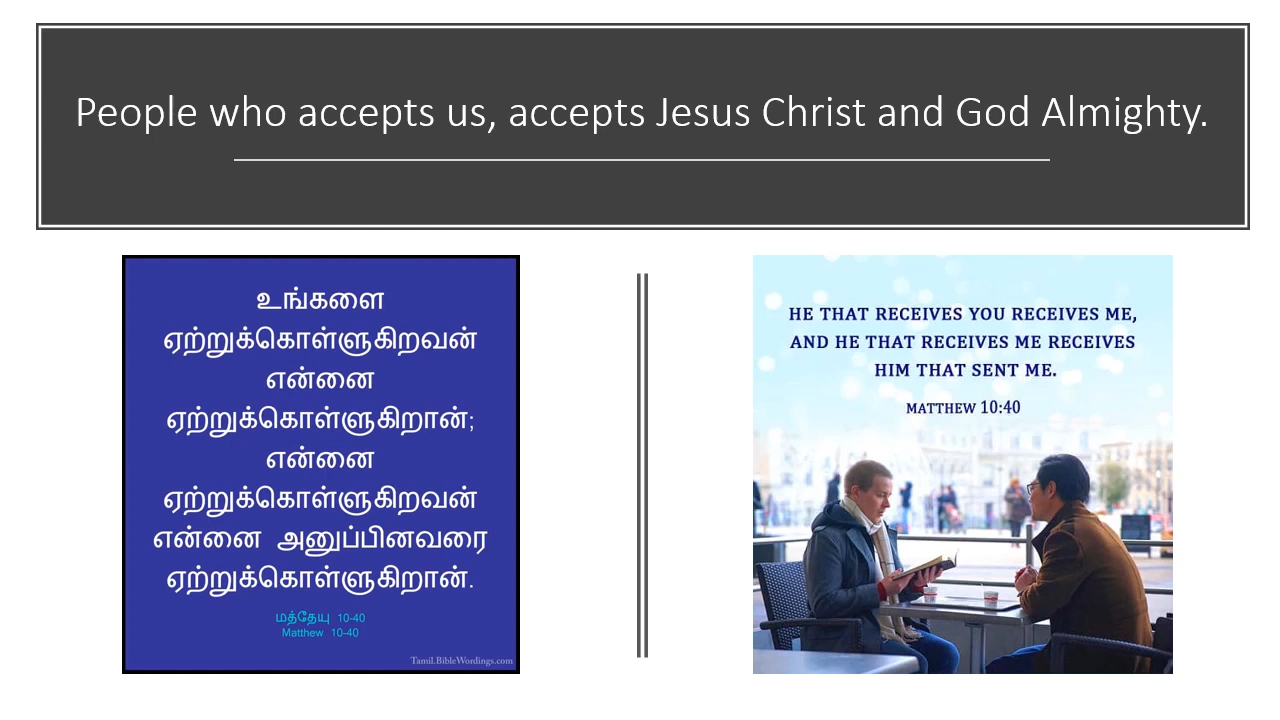 People who accepts us, accepts Jesus Christ and God Almighty.
உங்களை
ஏற்றுக்கொள்ளுகிறவன்
என்னை
ஏற்றுக்கொள்ளுகிறான்;
என்னை
ஏற்றுக்கொள்ளுகிறவன்
என்னை அனுப்பினவரை
ஏற்றுக்கொள்ளுகிறான்.
மத்தேயு 10-40
Matthew 10-40
Tamil.BibleWordings.com
HE THAT RECEIVES YOU RECEIVES ME,
AND HE THAT RECEIVES ME RECEIVES
HIM THAT SENT ME.
MATTHEW 10:40